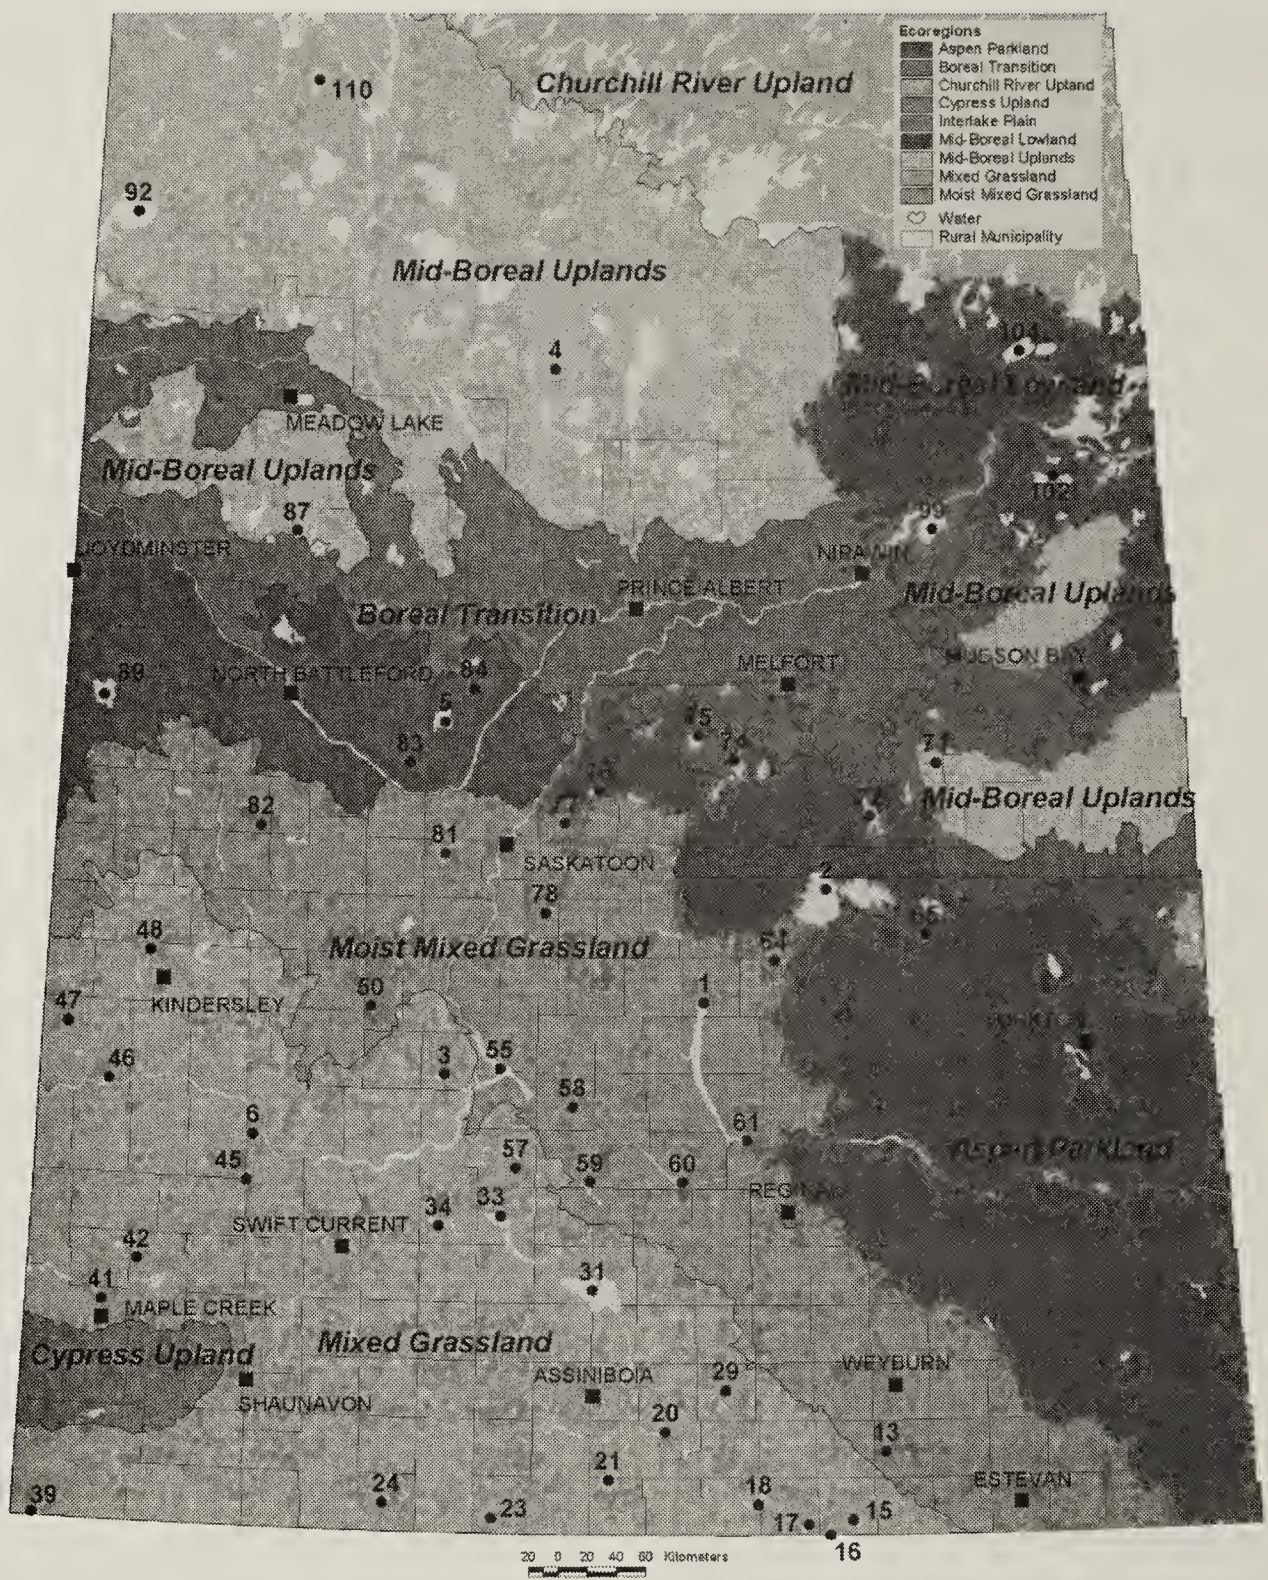 Ecoregions
Aspen Parkland
Boreal Transition
Churchill River Upland
Cypress Upland
Interlake Plain
Mid-Boreal Lowland
Mid-Boreal Uplands
Mixed Grassland
Moist Mixed Grassland
Water
Rural Municipality
Churchill River Upland
110
92
Mid-Boreal Uplands
104
4
Mid-Boreal Lowland
MEADOW LAKE
Mid-Boreal Uplands
102
87
99
LOYDMINSTER
NIPAWIN
PRINCE ALBERT
Mid-Boreal Uplands
Boreal Transition
HUDSON BAY
MELFORT
89
NORTH BATTLEFORD
84
5
83
71
Mid-Boreal Uplands
82
81
SASKATOON
2
78
65
48
Moist Mixed Grassland
64
KINDERSLEY
50
1
47
46
3
55
58
6
61
Aspen Parkland
45
57
59
60
REGINA
34
33
SWIFT CURRENT
42
41
31
MAPLE CREEK
Cypress Upland
Mixed Grassland
ASSINIBOIA
29
WEYBURN
SHAUNAVON
20
13
21
ESTEVAN
39
24
23
18
17
15
16
20 0 20 40 60 Kilometers